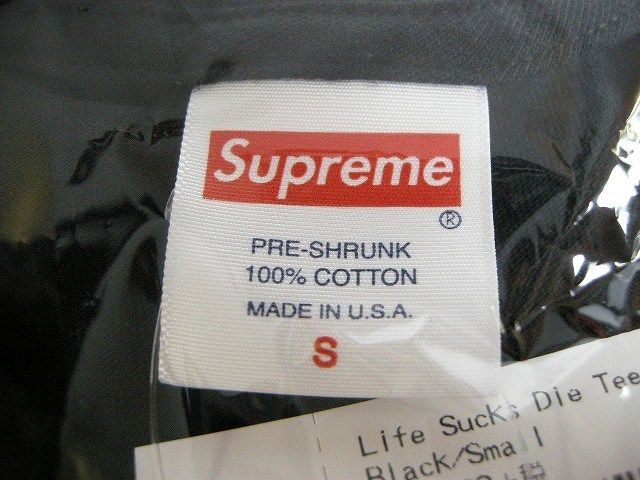 Supreme
®
PRE-SHRUNK
100% COTTON
MADE IN U.S.A.
S
Life Sucks Die Tee
Black/Small